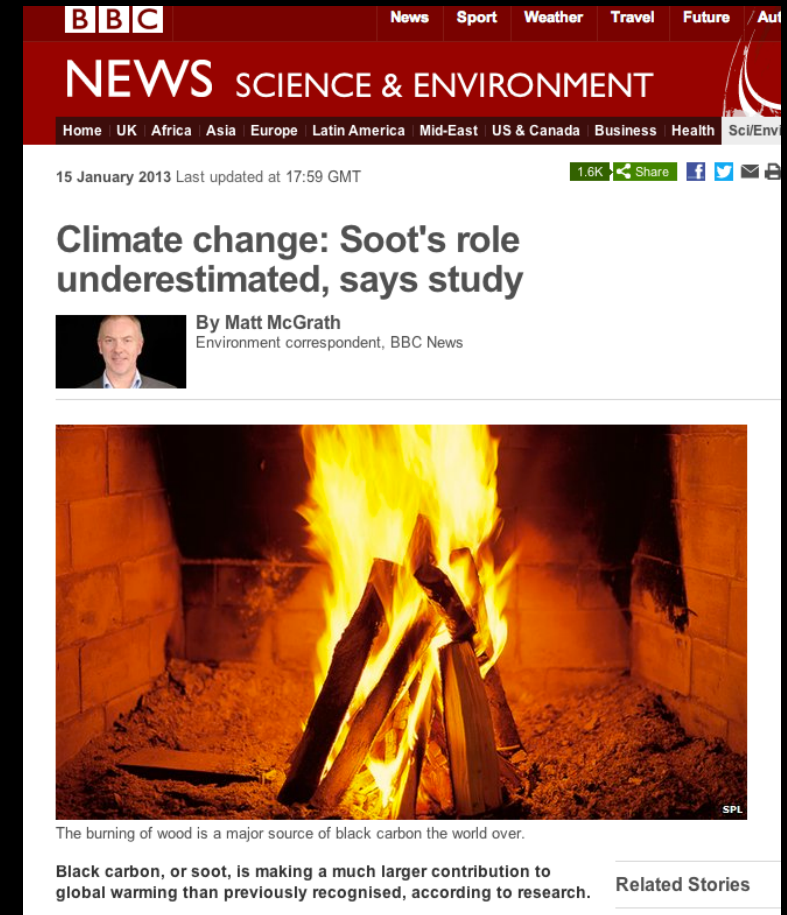 BBC
News Sport Weather Travel Future
NEWS SCIENCE & ENVIRONMENT
Home UK Africa Asia Europe Latin America Mid-East US & Canada Business Health Sci/Envi
15 January 2013 Last updated at 17:59 GMT
1.6K Share
Climate change: Soot's role
underestimated, says study
By Matt McGrath
Environment correspondent, BBC News
SPL
The burning of wood is a major source of black carbon the world over.
Black carbon, or soot, is making a much larger contribution to
global warming than previously recognised, according to research.
Related Stories